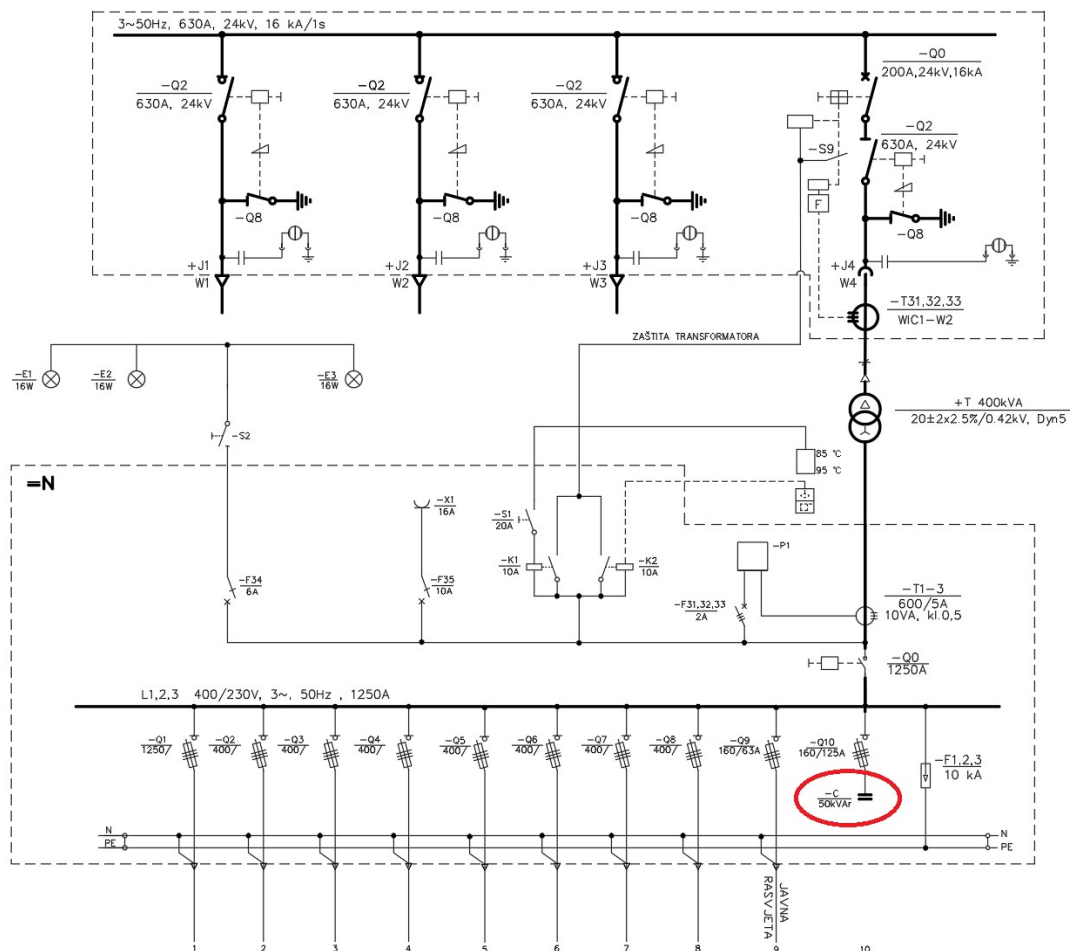 3~50Hz, 630A, 24kV, 16 kA/1s
-Q2
630A, 24kV
-Q2
630A, 24kV
-Q2
630A, 24kV
-Q0
200A,24kV,16kA
-Q2
630A, 24kV
-S9
F
-Q8
-Q8
-Q8
-Q8
+J1
W1
+J2
W2
+J3
W3
+J4
W4
-T31,32,33
WIC1-W2
ZAŠTITA TRANSFORMATORA
-E1
16W
-E2
16W
-E3
16W
+T 400kVA
20±2x2.5%/0.42kV, Dyn5
-S2
85 °C
95 °C
=N
-X1
16A
-S1
20A
-K1
10A
-K2
10A
-P1
-F34
6A
-F35
10A
-F31,32,33
2A
-T1-3
600/5A
10VA, kl.0,5
-Q0
1250A
L1,2,3 400/230V, 3~, 50Hz , 1250A
-Q1
1250/
-Q2
400/
-Q3
400/
-Q4
400/
-Q5
400/
-Q6
400/
-Q7
400/
-Q8
400/
-Q9
160/63A
-Q10
160/125A
-F1,2,3
10 kA
-C
50kVAr
N
PE
N
PE
JAVNA
RASVJETA
1 2 3 4 5 6 7 8 9 10